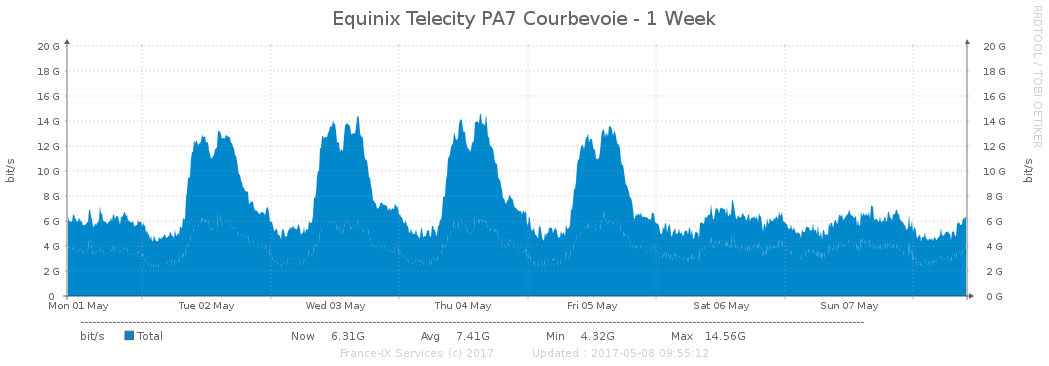 Equinix Telecity PA7 Courbevoie - 1 Week
RRDTOOL / TOBI OETIKER
bit/s
20 G 20 G
18 G 18 G
16 G 16 G
14 G 14 G
12 G 12 G
10 G 10 G
8 G 8 G
6 G 6 G
4 G 4 G
2 G 2 G
0 0 G
bit/s
Mon 01 May Tue 02 May Wed 03 May Thu 04 May Fri 05 May Sat 06 May Sun 07 May
bit/s Total Now 6.31G Avg 7.41G Min 4.32G Max 14.56G
France-IX Services (c) 2017 Updated : 2017-05-08 09:55:12